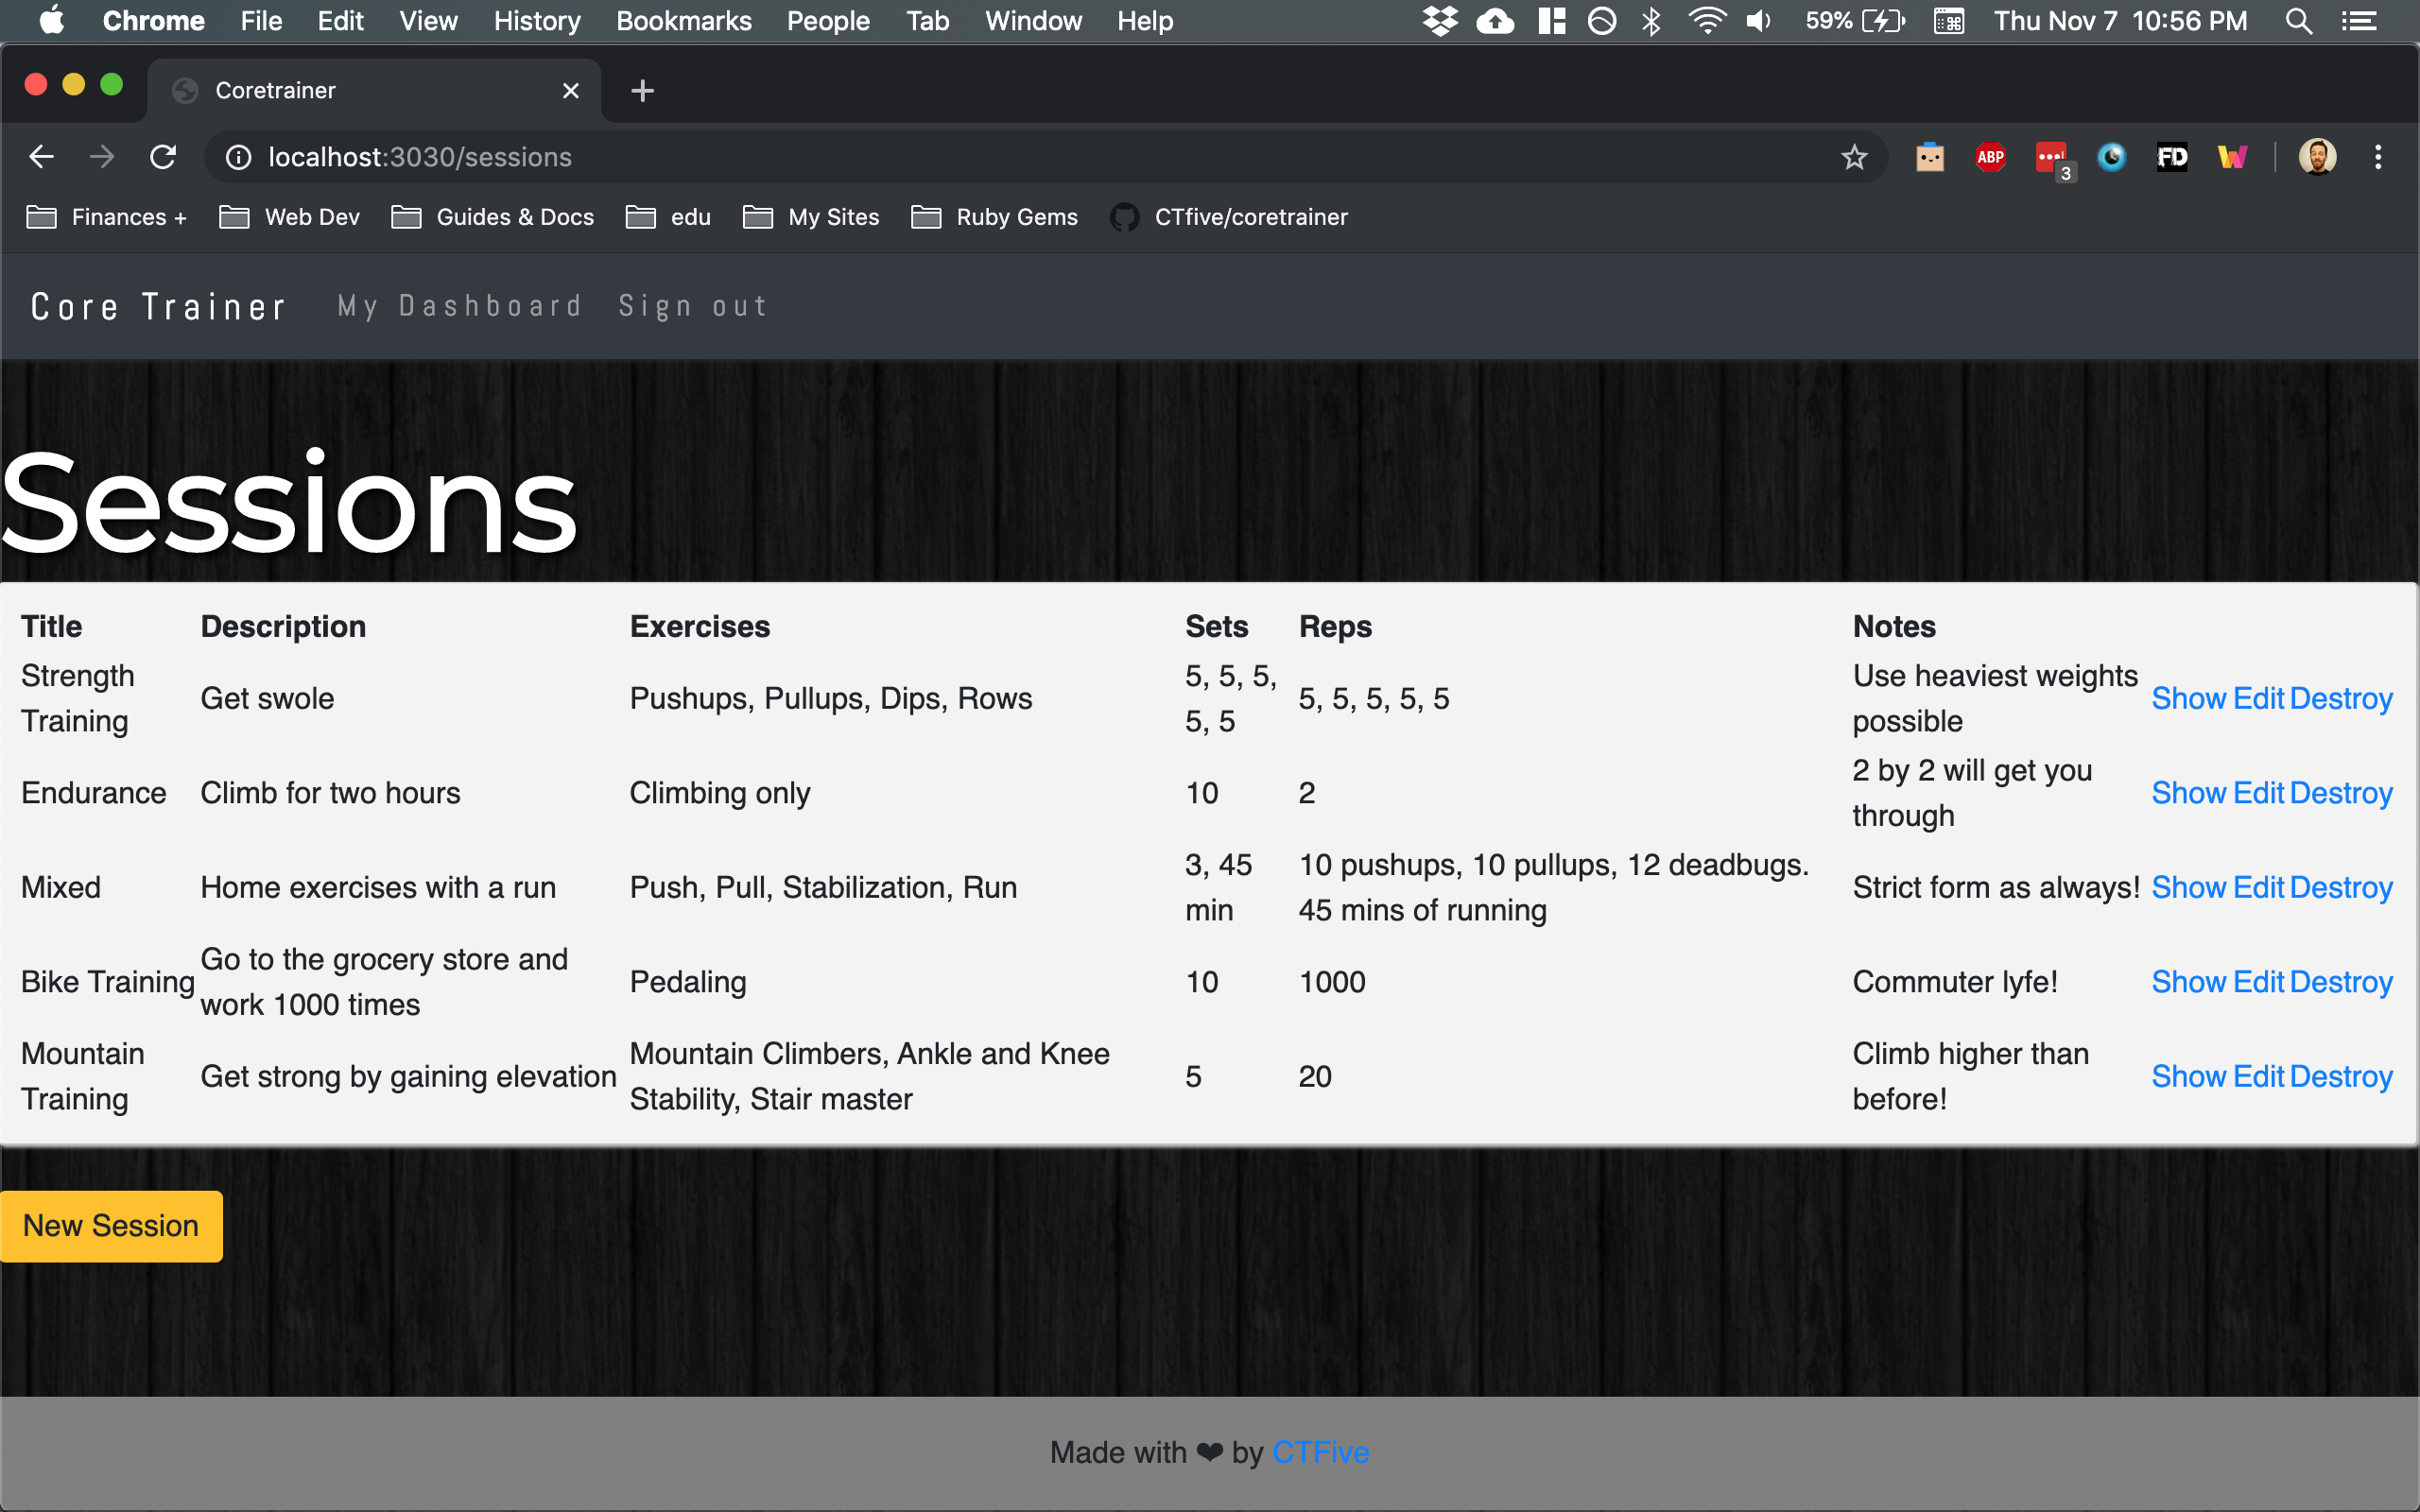 Chrome File Edit View History Bookmarks People Tab Window Help 59% Thu Nov 7 10:56 PM
Coretrainer
localhost:3030/sessions ABP 3 FD
Finances + Web Dev Guides & Docs edu My Sites Ruby Gems CTfive/coretrainer
Core Trainer My Dashboard Sign out
Sessions
Title Description Exercises Sets Reps Notes
Strength Training Get swole Pushups, Pullups, Dips, Rows 5, 5, 5, 5, 5 5, 5, 5, 5, 5 Use heaviest weights possible Show Edit Destroy
Endurance Climb for two hours Climbing only 10 2 2 by 2 will get you through Show Edit Destroy
Mixed Home exercises with a run Push, Pull, Stabilization, Run 3, 45 min 10 pushups, 10 pullups, 12 deadbugs. 45 mins of running Strict form as always! Show Edit Destroy
Bike Training Go to the grocery store and work 1000 times Pedaling 10 1000 Commuter lyfe! Show Edit Destroy
Mountain Training Get strong by gaining elevation Mountain Climbers, Ankle and Knee Stability, Stair master 5 20 Climb higher than before! Show Edit Destroy
New Session
Made with ❤ by CTFive